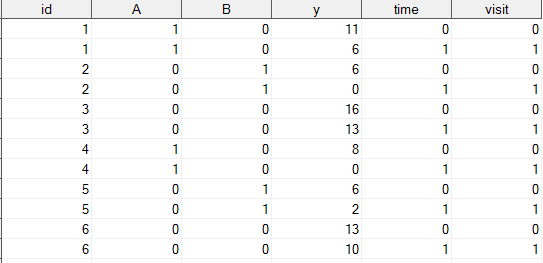 id A B y time visit
1 1 0 11 0 0
1 1 0 6 1 1
2 0 1 6 0 0
2 0 1 0 1 1
3 0 0 16 0 0
3 0 0 13 1 1
4 1 0 8 0 0
4 1 0 0 1 1
5 0 1 6 0 0
5 0 1 2 1 1
6 0 0 13 0 0
6 0 0 10 1 1